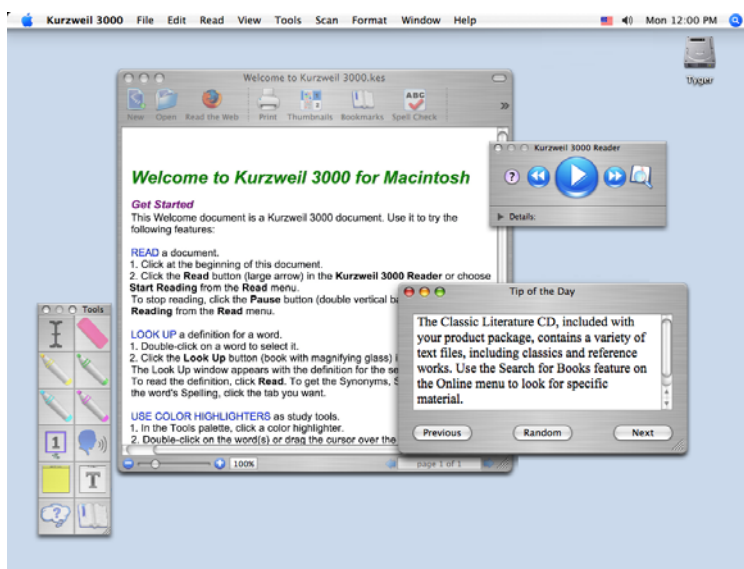 Kurzweil 3000 File Edit Read View Tools Scan Format Window Help
Mon 12:00 PM
Welcome to Kurzweil 3000.kes
New Open Read the Web Print Thumbnails Bookmarks Spell Check
ABC
Welcome to Kurzweil 3000 for Macintosh
Get Started
This Welcome document is a Kurzweil 3000 document. Use it to try the
following features:
READ a document.
1. Click at the beginning of this document.
2. Click the Read button (large arrow) in the Kurzweil 3000 Reader or choose
Start Reading from the Read menu.
To stop reading, click the Pause button (double vertical
Reading from the Read menu.
LOOK UP a definition for a word.
1. Double-click on a word to select it.
2. Click the Look Up button (book with magnifying glass)
The Look Up window appears with the definition for the
To read the definition, click Read. To get the Synonyms,
the word's Spelling, click the tab you want.
USE COLOR HIGHLIGHTERS as study tools.
1. In the Tools palette, click a color highlighter.
2. Double-click on the word(s) or drag the cursor over the
100%
page 1 of 1
Kurzweil 3000 Reader
?
Details:
Tip of the Day
The Classic Literature CD, included with
your product package, contains a variety of
text files, including classics and reference
works. Use the Search for Books feature on
the Online menu to look for specific
material.
Previous Random Next
Tools
1
T
?